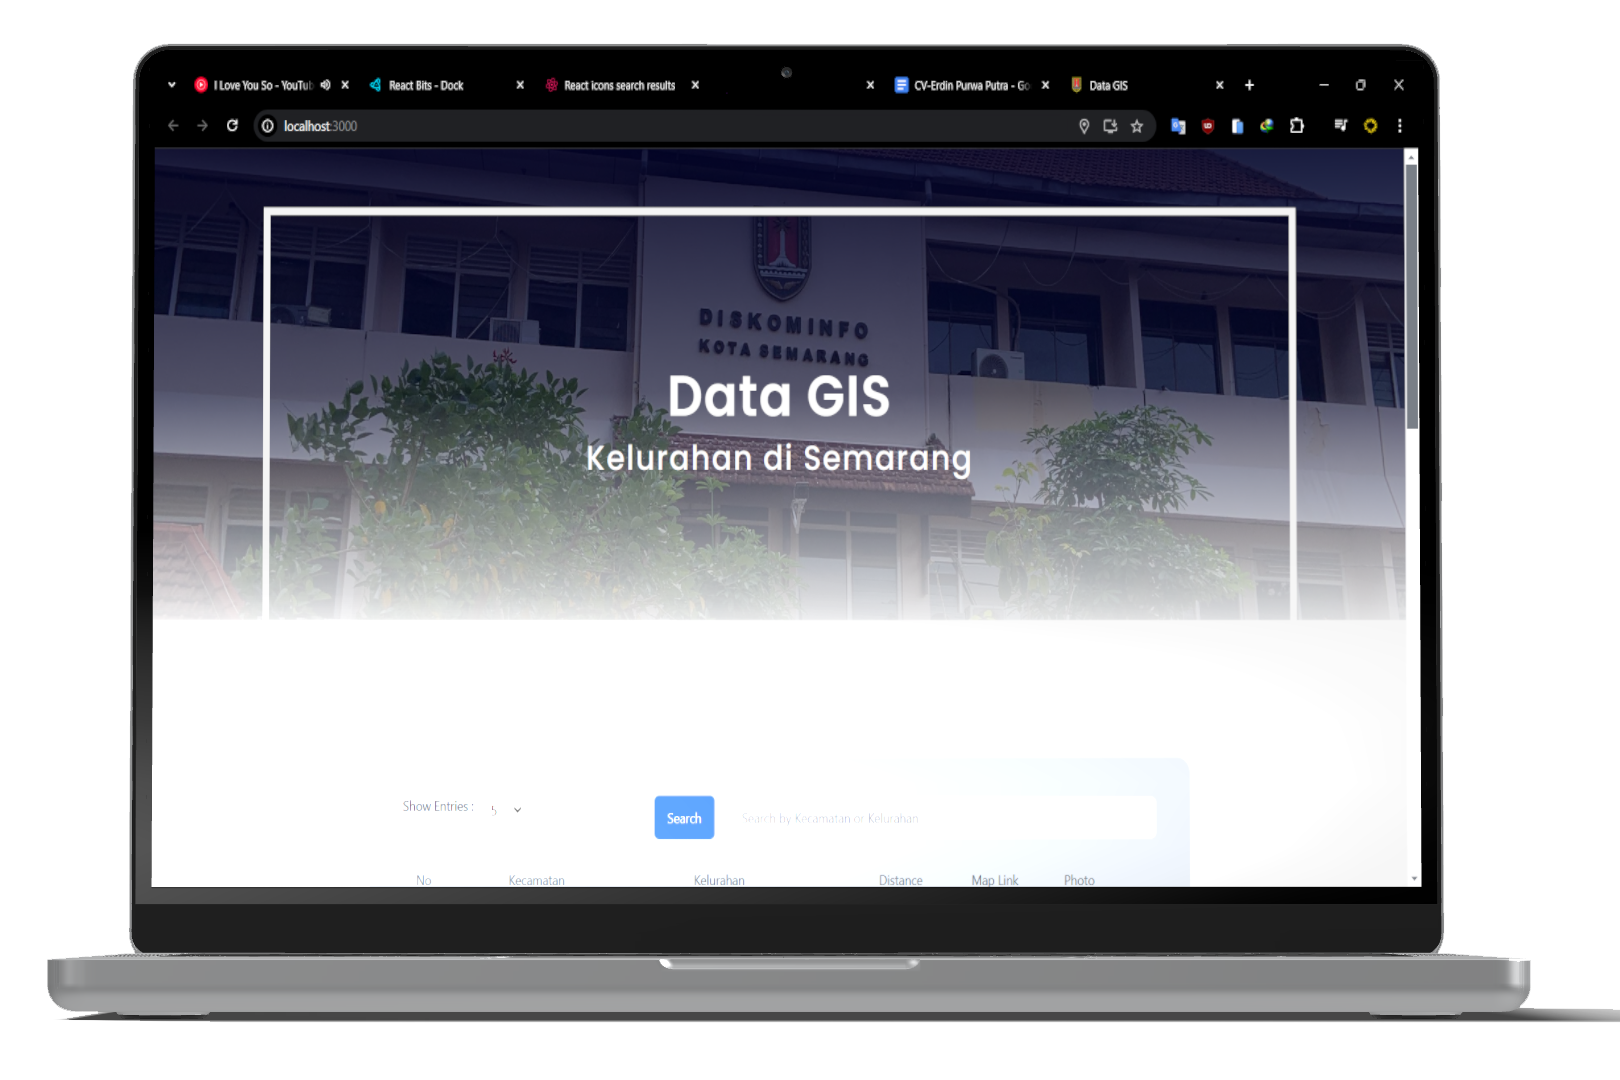 I Love You So - YouTub
React Bits - Dock
React icons search results
CV-Erdin Purwa Putra - Go
Data GIS
localhost:3000
DISKOMINFO
KOTA SEMARANG
Data GIS
Kelurahan di Semarang
Show Entries :
5
Search
Search by Kecamatan or Kelurahan
No
Kecamatan
Kelurahan
Distance
Map Link
Photo